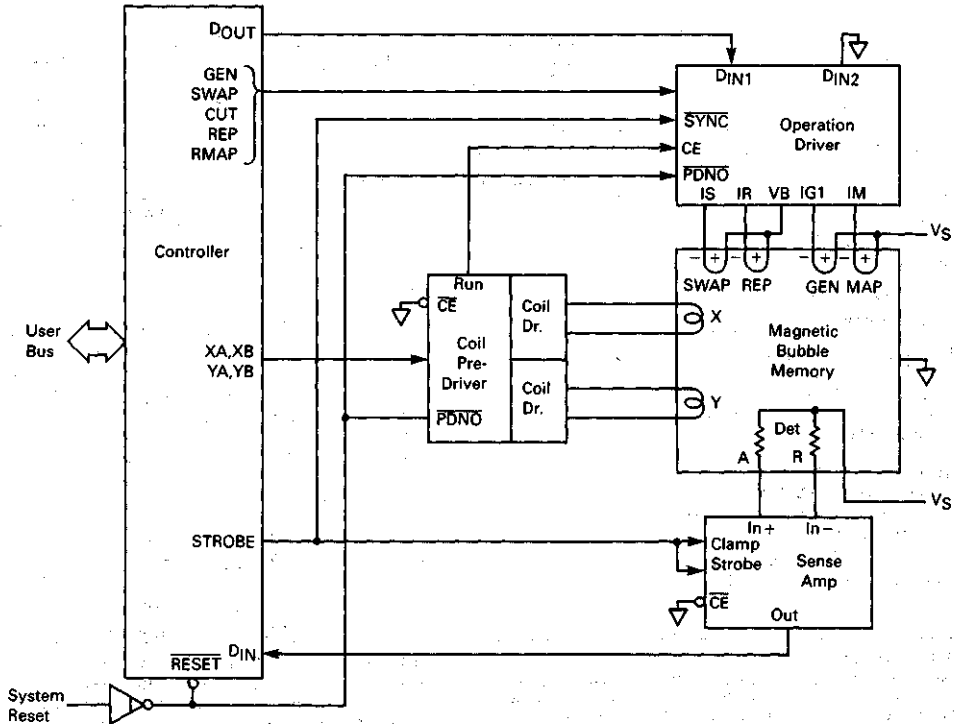 DOUT
GEN
SWAP
CUT
REP
RMAP
DIN1
DIN2
SYNC
CE
PDNO
Operation
Driver
IS IR VB IG1 IM
VS
- + - + - + - +
SWAP REP GEN MAP
Controller
Run
CE
Coil
Pre-
Driver
PDNO
Coil
Dr.
Coil
Dr.
X
Y
Magnetic
Bubble
Memory
User
Bus
XA,XB
YA,YB
Det
A
R
VS
STROBE
In+ In-
Clamp
Strobe
Sense
Amp
CE
Out
DIN
RESET
System
Reset